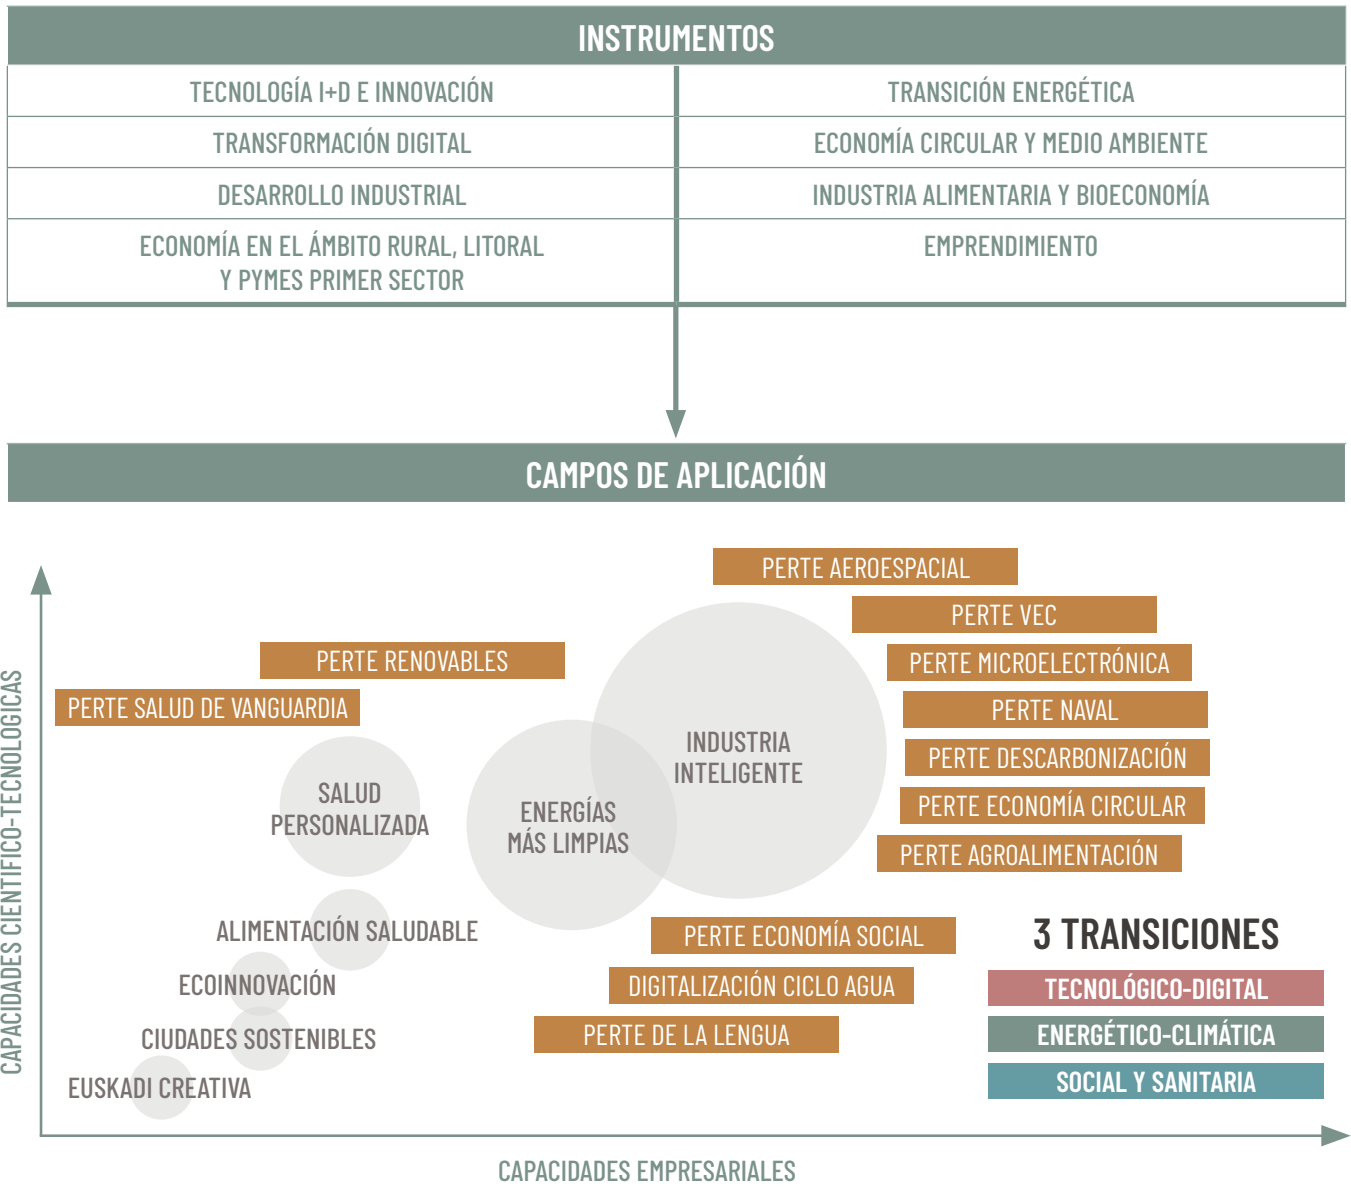 INSTRUMENTOS
TECNOLOGÍA I+D E INNOVACIÓN
TRANSICIÓN ENERGÉTICA
TRANSFORMACIÓN DIGITAL
ECONOMÍA CIRCULAR Y MEDIO AMBIENTE
DESARROLLO INDUSTRIAL
INDUSTRIA ALIMENTARIA Y BIOECONOMÍA
ECONOMÍA EN EL ÁMBITO RURAL, LITORAL
Y PYMES PRIMER SECTOR
EMPRENDIMIENTO
CAMPOS DE APLICACIÓN
CAPACIDADES CIENTIFICO-TECNOLOGICAS
PERTE AEROESPACIAL
PERTE VEC
PERTE RENOVABLES
PERTE MICROELECTRÓNICA
PERTE SALUD DE VANGUARDIA
PERTE NAVAL
INDUSTRIA
INTELIGENTE
PERTE DESCARBONIZACIÓN
SALUD
PERSONALIZADA
ENERGÍAS
MÁS LIMPIAS
PERTE ECONOMÍA CIRCULAR
PERTE AGROALIMENTACIÓN
ALIMENTACIÓN SALUDABLE
PERTE ECONOMÍA SOCIAL
3 TRANSICIONES
ECOINNOVACIÓN
DIGITALIZACIÓN CICLO AGUA
TECNOLÓGICO-DIGITAL
CIUDADES SOSTENIBLES
PERTE DE LA LENGUA
ENERGÉTICO-CLIMÁTICA
EUSKADI CREATIVA
SOCIAL Y SANITARIA
CAPACIDADES EMPRESARIALES